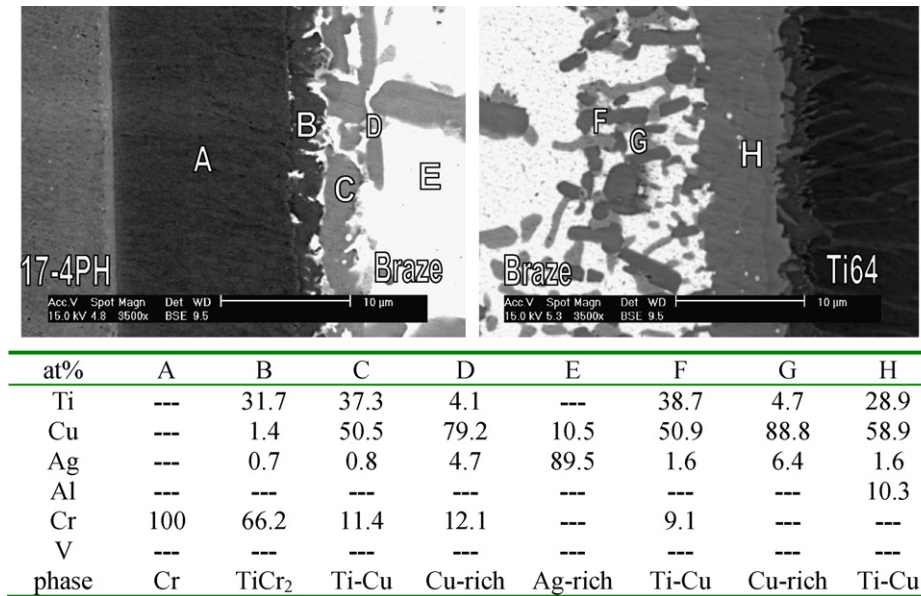 A
B
C
D
E
17-4PH
Braze
Acc.V Spot Magn Det WD 10 µm
15.0 kV 4.8 3500x BSE 9.5
F
G
H
Braze
Ti64
Acc.V Spot Magn Det WD 10 µm
15.0 kV 5.3 3500x BSE 9.5
at% A B C D E F G H
Ti --- 31.7 37.3 4.1 --- 38.7 4.7 28.9
Cu --- 1.4 50.5 79.2 10.5 50.9 88.8 58.9
Ag --- 0.7 0.8 4.7 89.5 1.6 6.4 1.6
Al --- --- --- --- --- --- --- 10.3
Cr 100 66.2 11.4 12.1 --- 9.1 --- ---
V --- --- --- --- --- --- --- ---
phase Cr TiCr₂ Ti-Cu Cu-rich Ag-rich Ti-Cu Cu-rich Ti-Cu